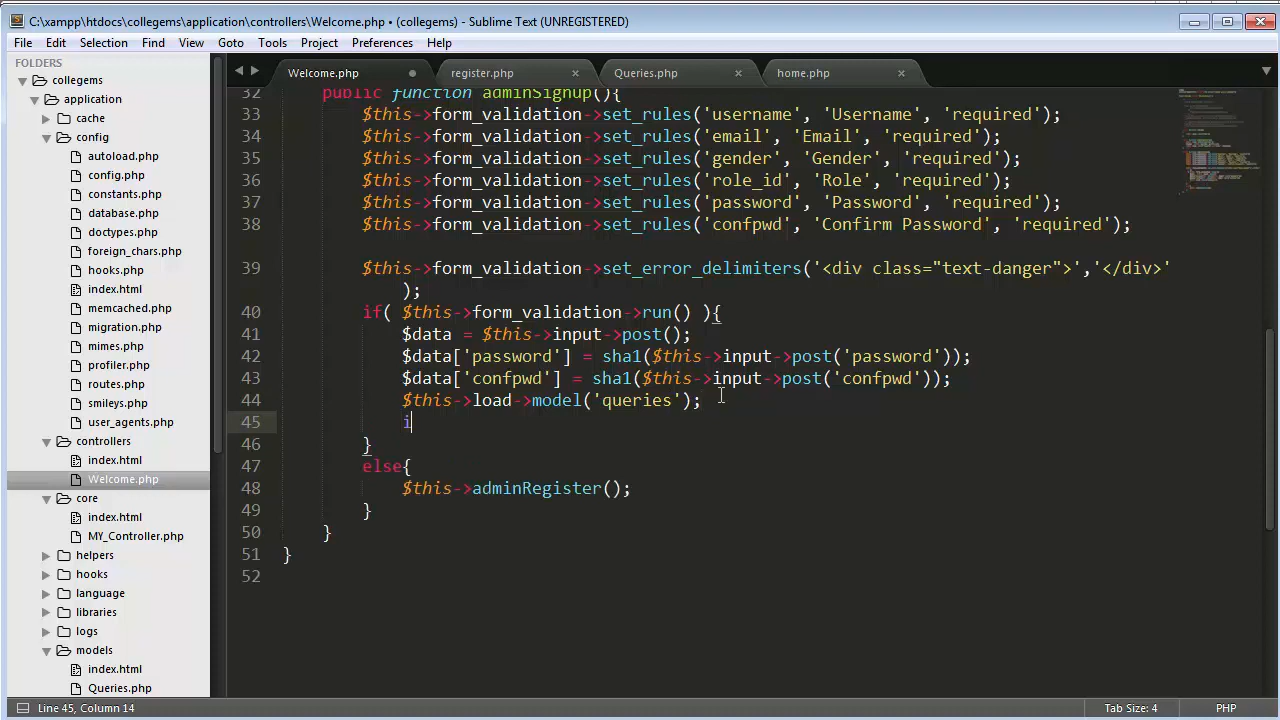 C:\xampp\htdocs\collegems\application\controllers\Welcome.php • (collegems) - Sublime Text (UNREGISTERED)
File Edit Selection Find View Goto Tools Project Preferences Help
FOLDERS
collegems
application
cache
config
autoload.php
config.php
constants.php
database.php
doctypes.php
foreign_chars.php
hooks.php
index.html
memcached.php
migration.php
mimes.php
profiler.php
routes.php
smileys.php
user_agents.php
controllers
index.html
Welcome.php
core
index.html
MY_Controller.php
helpers
hooks
language
libraries
logs
models
index.html
Queries.php
Welcome.php register.php Queries.php home.php
32 public function adminSignup(){
33 $this->form_validation->set_rules('username', 'Username', 'required');
34 $this->form_validation->set_rules('email', 'Email', 'required');
35 $this->form_validation->set_rules('gender', 'Gender', 'required');
36 $this->form_validation->set_rules('role_id', 'Role', 'required');
37 $this->form_validation->set_rules('password', 'Password', 'required');
38 $this->form_validation->set_rules('confpwd', 'Confirm Password', 'required');
39 $this->form_validation->set_error_delimiters('<div class="text-danger">','</div>'
);
40 if( $this->form_validation->run() ){
41 $data = $this->input->post();
42 $data['password'] = sha1($this->input->post('password'));
43 $data['confpwd'] = sha1($this->input->post('confpwd'));
44 $this->load->model('queries');
45 i
46 }
47 else{
48 $this->adminRegister();
49 }
50 }
51 }
52
Line 45, Column 14 Tab Size: 4 PHP